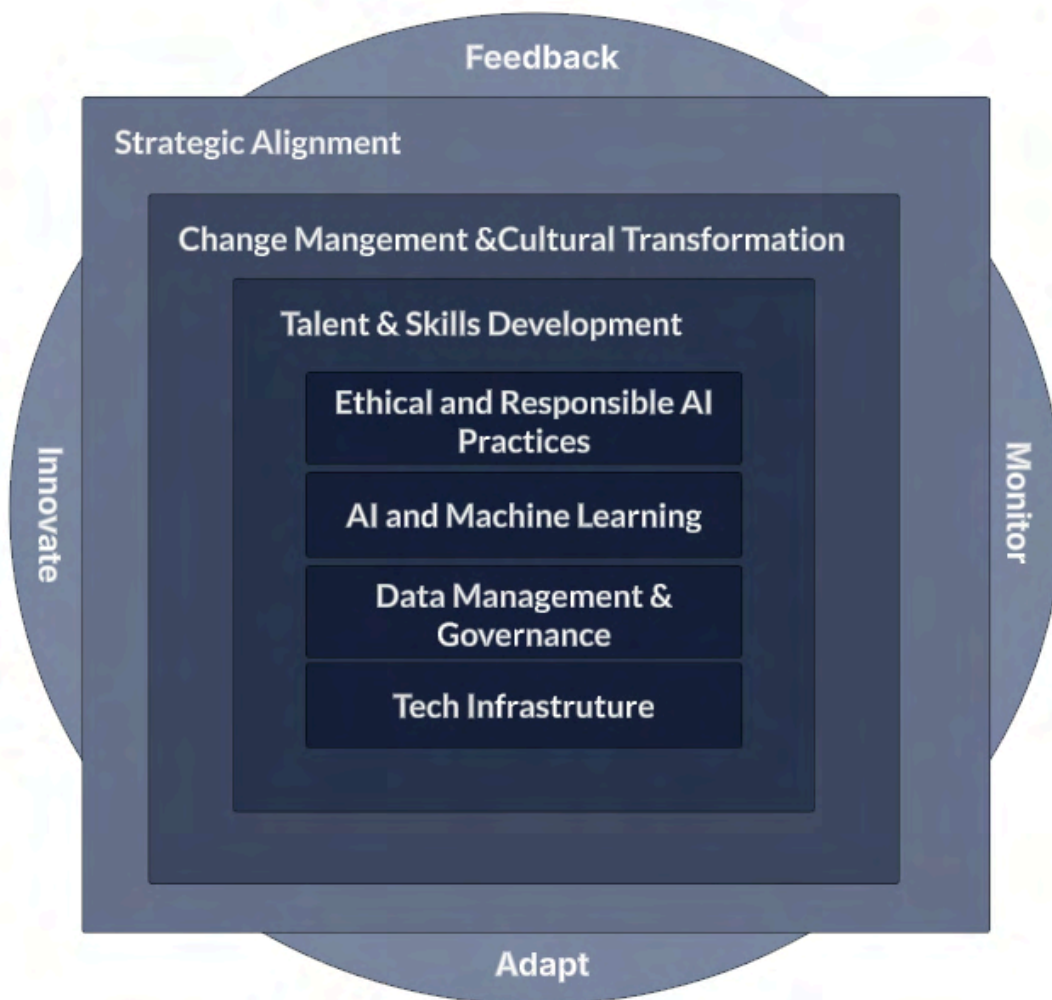 Feedback
Strategic Alignment
Change Mangement &Cultural Transformation
Talent & Skills Development
Ethical and Responsible AI
Practices
Innovate
Monitor
AI and Machine Learning
Data Management &
Governance
Tech Infrastruture
Adapt